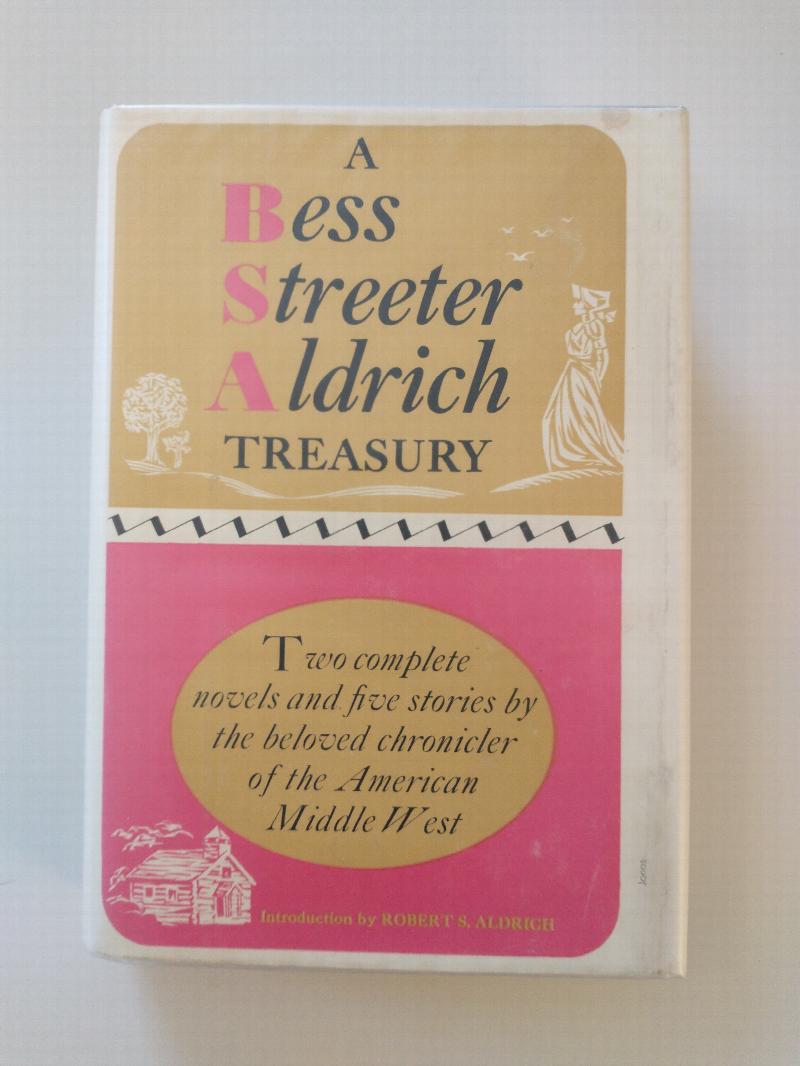 A
Bess
Streeter
Aldrich
TREASURY
Two complete
novels and five stories by
the beloved chronicler
of the American
Middle West
Introduction by ROBERT S. ALDRICH